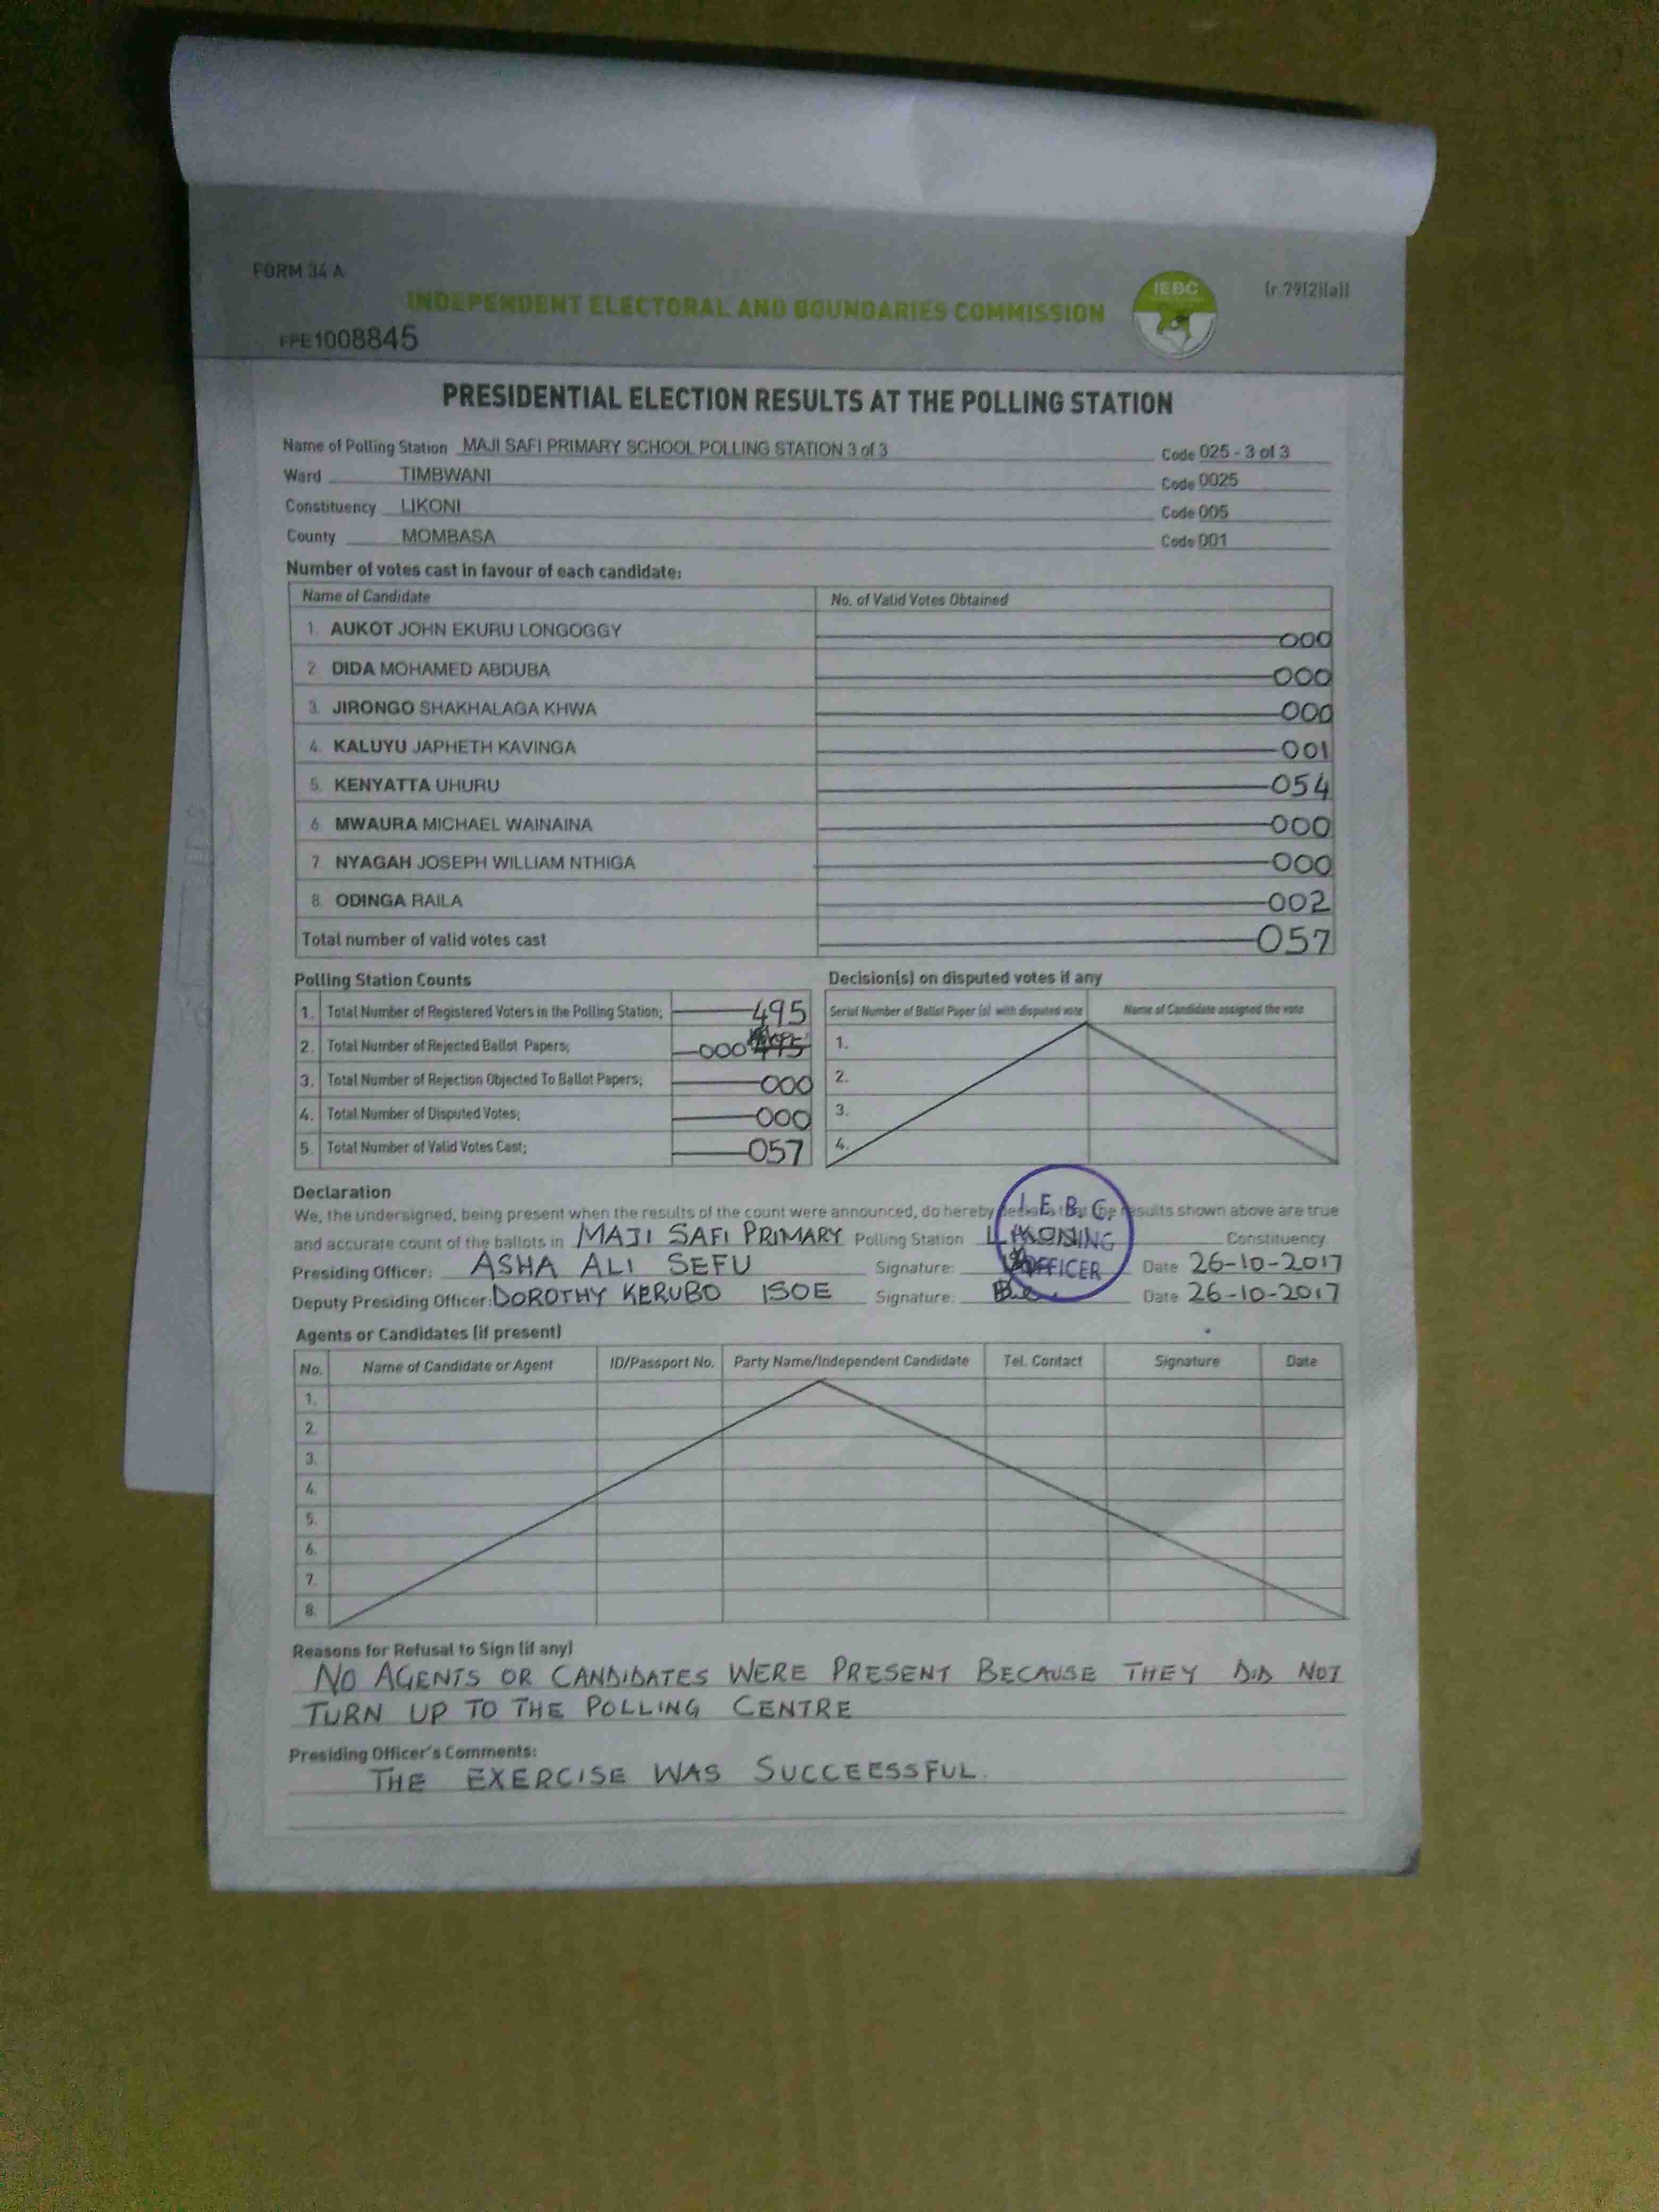 FORM 34 A
(r.79(2)(a))
IEBC
INDEPENDENT ELECTORAL AND BOUNDARIES COMMISSION
FPE1008845
PRESIDENTIAL ELECTION RESULTS AT THE POLLING STATION
Name of Polling Station MAJI SAFI PRIMARY SCHOOL POLLING STATION 3 of 3 Code 025 - 3 of 3
Ward TIMBWANI Code 0025
Constituency LIKONI Code 005
County MOMBASA Code 001
Number of votes cast in favour of each candidate:
Name of Candidate No. of Valid Votes Obtained
1. AUKOT JOHN EKURU LONGOGGY 000
2. DIDA MOHAMED ABDUBA 000
3. JIRONGO SHAKHALAGA KHWA 000
4. KALUYU JAPHETH KAVINGA 001
5. KENYATTA UHURU 054
6. MWAURA MICHAEL WAINAINA 000
7. NYAGAH JOSEPH WILLIAM NTHIGA 000
8. ODINGA RAILA 002
Total number of valid votes cast 057
Polling Station Counts
1. Total Number of Registered Voters in the Polling Station; 495
2. Total Number of Rejected Ballot Papers; 000
3. Total Number of Rejection Objected To Ballot Papers; 000
4. Total Number of Disputed Votes; 000
5. Total Number of Valid Votes Cast; 057
Decision(s) on disputed votes if any
Serial Number of Ballot Paper (s) with disputed vote Name of Candidate assigned the vote
1.
2.
3.
4.
Declaration
We, the undersigned, being present when the results of the count were announced, do hereby declare that the results shown above are true
and accurate count of the ballots in MAJI SAFI PRIMARY Polling Station Constituency
I.E.B.C.
OFFICER
Presiding Officer: ASHA ALI SEFU Signature: Date 26-10-2017
Deputy Presiding Officer: DOROTHY KERUBO ISOE Signature: Date 26-10-2017
Agents or Candidates (if present)
No. Name of Candidate or Agent ID/Passport No. Party Name/Independent Candidate Tel. Contact Signature Date
1.
2.
3.
4.
5.
6.
7.
8.
Reasons for Refusal to Sign (if any)
NO AGENTS OR CANDIDATES WERE PRESENT BECAUSE THEY DID NOT
TURN UP TO THE POLLING CENTRE
Presiding Officer's Comments:
THE EXERCISE WAS SUCCEESSFUL.